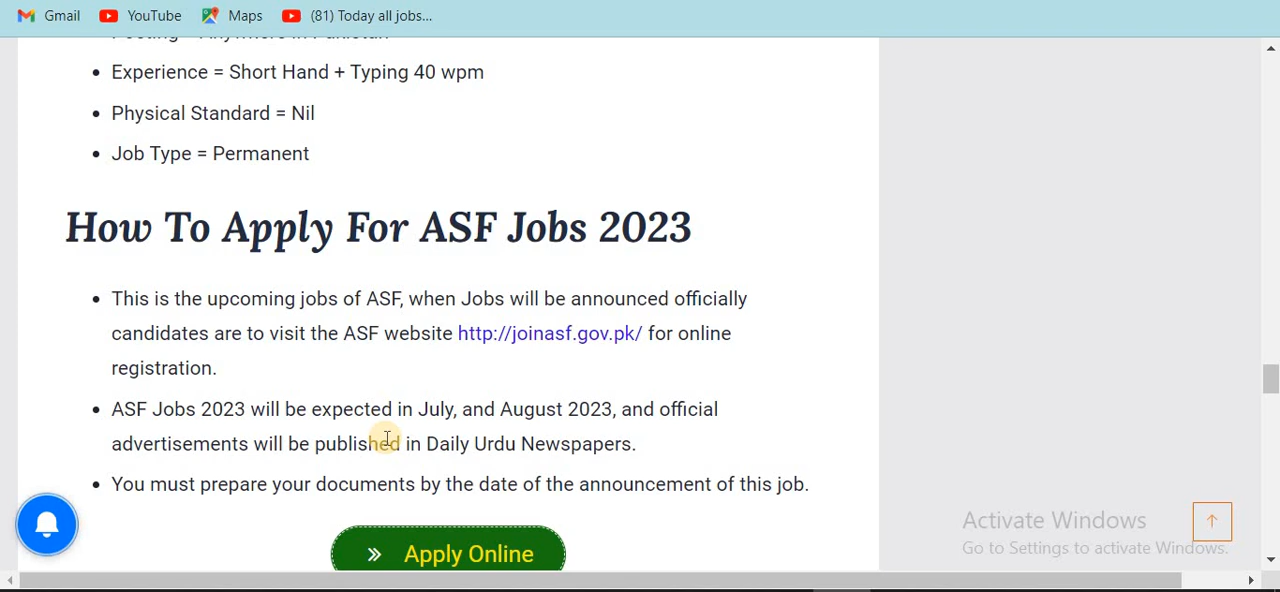 Gmail YouTube Maps (81) Today all jobs...
Experience = Short Hand + Typing 40 wpm
Physical Standard = Nil
Job Type = Permanent
How To Apply For ASF Jobs 2023
This is the upcoming jobs of ASF, when Jobs will be announced officially
candidates are to visit the ASF website http://joinasf.gov.pk/ for online
registration.
ASF Jobs 2023 will be expected in July, and August 2023, and official
advertisements will be published in Daily Urdu Newspapers.
You must prepare your documents by the date of the announcement of this job.
Apply Online
Activate Windows
Go to Settings to activate Windows.